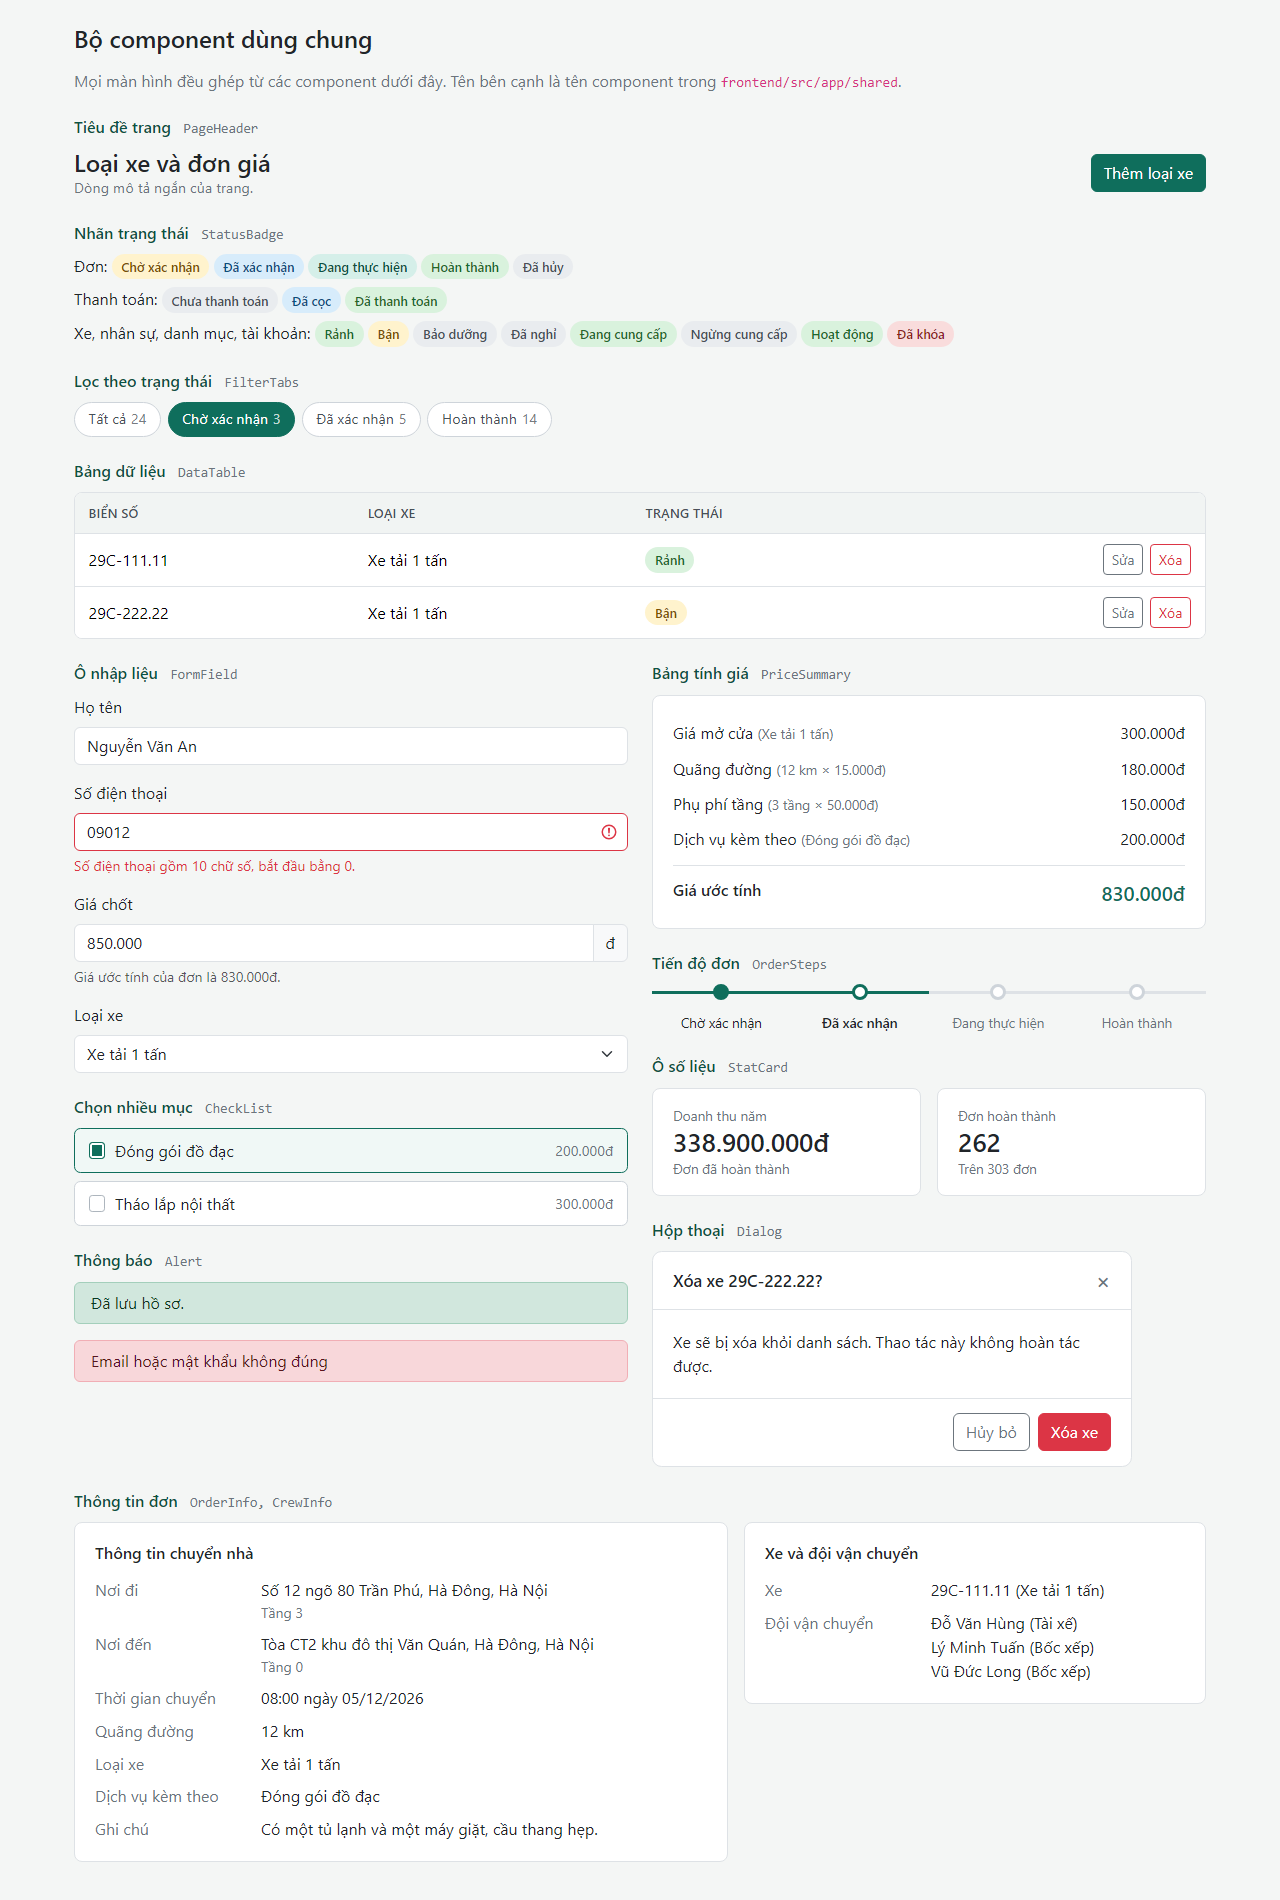 Bộ component dùng chung
Mọi màn hình đều ghép từ các component dưới đây. Tên bên cạnh là tên component trong frontend/src/app/shared.
Tiêu đề trang PageHeader
Loại xe và đơn giá
Dòng mô tả ngắn của trang.
Thêm loại xe
Nhãn trạng thái StatusBadge
Đơn: Chờ xác nhận Đã xác nhận Đang thực hiện Hoàn thành Đã hủy
Thanh toán: Chưa thanh toán Đã cọc Đã thanh toán
Xe, nhân sự, danh mục, tài khoản: Rảnh Bận Bảo dưỡng Đã nghỉ Đang cung cấp Ngừng cung cấp Hoạt động Đã khóa
Lọc theo trạng thái FilterTabs
Tất cả 24 Chờ xác nhận 3 Đã xác nhận 5 Hoàn thành 14
Bảng dữ liệu DataTable
BIỂN SỐ LOẠI XE TRẠNG THÁI
29C-111.11 Xe tải 1 tấn Rảnh Sửa Xóa
29C-222.22 Xe tải 1 tấn Bận Sửa Xóa
Ô nhập liệu FormField
Họ tên
Nguyễn Văn An
Số điện thoại
09012
Số điện thoại gồm 10 chữ số, bắt đầu bằng 0.
Giá chốt
850.000 đ
Giá ước tính của đơn là 830.000đ.
Loại xe
Xe tải 1 tấn
Chọn nhiều mục CheckList
Đóng gói đồ đạc 200.000đ
Tháo lắp nội thất 300.000đ
Thông báo Alert
Đã lưu hồ sơ.
Email hoặc mật khẩu không đúng
Bảng tính giá PriceSummary
Giá mở cửa (Xe tải 1 tấn) 300.000đ
Quãng đường (12 km × 15.000đ) 180.000đ
Phụ phí tầng (3 tầng × 50.000đ) 150.000đ
Dịch vụ kèm theo (Đóng gói đồ đạc) 200.000đ
Giá ước tính 830.000đ
Tiến độ đơn OrderSteps
Chờ xác nhận Đã xác nhận Đang thực hiện Hoàn thành
Ô số liệu StatCard
Doanh thu năm
338.900.000đ
Đơn đã hoàn thành
Đơn hoàn thành
262
Trên 303 đơn
Hộp thoại Dialog
Xóa xe 29C-222.22? ×
Xe sẽ bị xóa khỏi danh sách. Thao tác này không hoàn tác
được.
Hủy bỏ Xóa xe
Thông tin đơn OrderInfo, CrewInfo
Thông tin chuyển nhà
Nơi đi Số 12 ngõ 80 Trần Phú, Hà Đông, Hà Nội
Tầng 3
Nơi đến Tòa CT2 khu đô thị Văn Quán, Hà Đông, Hà Nội
Tầng 0
Thời gian chuyển 08:00 ngày 05/12/2026
Quãng đường 12 km
Loại xe Xe tải 1 tấn
Dịch vụ kèm theo Đóng gói đồ đạc
Ghi chú Có một tủ lạnh và một máy giặt, cầu thang hẹp.
Xe và đội vận chuyển
Xe 29C-111.11 (Xe tải 1 tấn)
Đội vận chuyển Đỗ Văn Hùng (Tài xế)
Lý Minh Tuấn (Bốc xếp)
Vũ Đức Long (Bốc xếp)